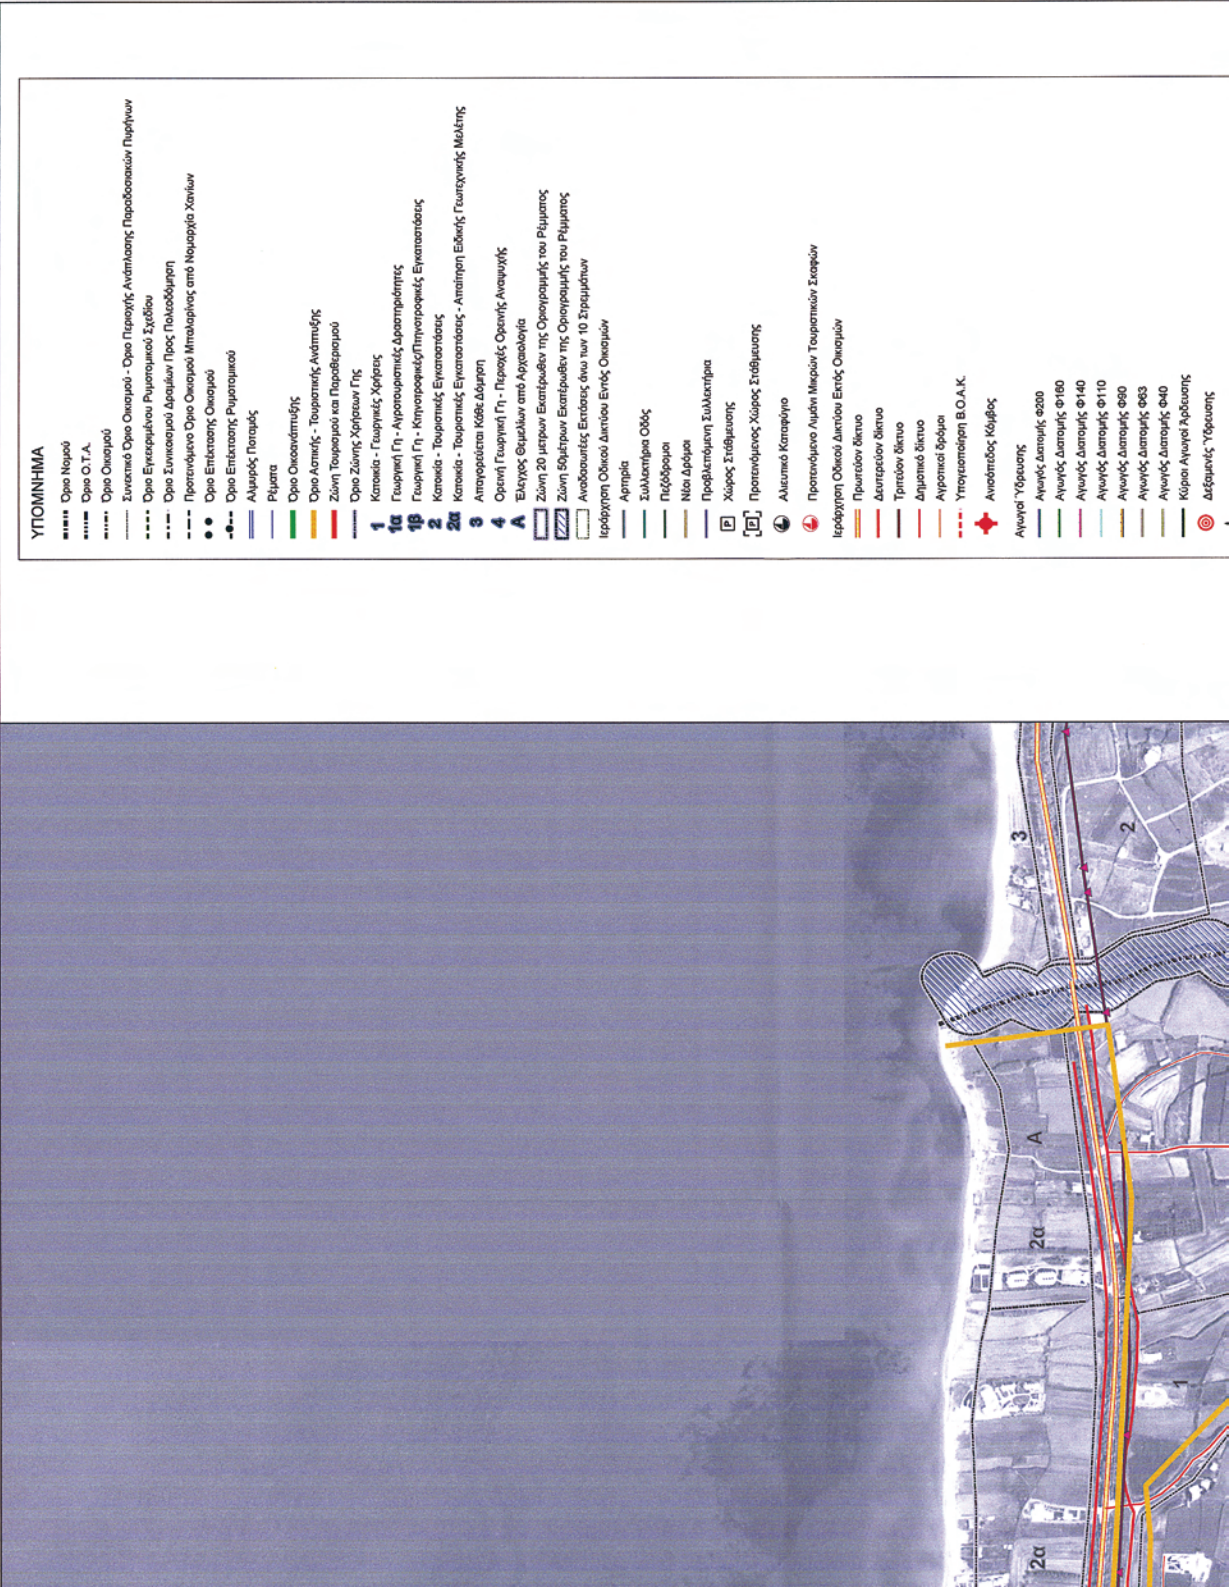 ΥΠΟΜΝΗΜΑ
Όριο Νομού
Όριο Ο.Τ.Α.
Όριο Οικισμού
Συνεκτικό Όριο Οικισμού - Όριο Περιοχής Ανάπλασης Παραδοσιακών Πυρήνων
Όριο Εγκεκριμένου Ρυμοτομικού Σχεδίου
Όριο Συνοικισμού Δραμίων Προς Πολεοδόμηση
Προτεινόμενο Όριο Οικισμού Μπαλαρίνας από Νομαρχία Χανίων
Όριο Επέκτασης Οικισμού
Όριο Επέκτασης Ρυμοτομικού
Αλμυρός Ποταμός
Ρέματα
Όριο Οικοανάπτυξης
Όριο Αστικής - Τουριστικής Ανάπτυξης
Ζώνη Τουρισμού και Παραθερισμού
Όριο Ζώνης Χρήσεων Γης
1 Κατοικία - Γεωργικές Χρήσεις
1α Γεωργική Γη - Αγροτουριστικές Δραστηριότητες
1β Γεωργική Γη - Κτηνοτροφικές/Πτηνοτροφικές Εγκαταστάσεις
2 Κατοικία - Τουριστικές Εγκαταστάσεις
2α Κατοικία - Τουριστικές Εγκαταστάσεις - Απαίτηση Ειδικής Γεωτεχνικής Μελέτης
3 Απαγορεύεται Κάθε Δόμηση
4 Ορεινή Γεωργική Γη - Περιοχές Ορεινής Αναψυχής
Α Έλεγχος Θεμελίων από Αρχαιολογία
Ζώνη 20 μέτρων Εκατέρωθεν της Οριογραμμής του Ρέμματος
Ζώνη 50μέτρων Εκατέρωθεν της Οριογραμμής του Ρέμματος
Αναδασωτέες Εκτάσεις άνω των 10 Στρεμμάτων
Ιεράρχηση Οδικού Δικτύου Εντός Οικισμών
Αρτηρία
Συλλεκτήρια Οδός
Πεζόδρομοι
Νέοι Δρόμοι
Προβλεπόμενη Συλλεκτήρια
P Χώρος Στάθμευσης
[P] Προτεινόμενος Χώρος Στάθμευσης
Αλιευτικό Καταφύγιο
Προτεινόμενο Λιμάνι Μικρών Τουριστικών Σκαφών
Ιεράρχηση Οδικού Δικτύου Εκτός Οικισμών
Πρωτεύον δίκτυο
Δευτερεύον δίκτυο
Τριτεύον δίκτυο
Δημοτικό δίκτυο
Αγροτικοί δρόμοι
Υπογειοποίηση Β.Ο.Α.Κ.
Ανισόπεδος Κόμβος
Αγωγοί Ύδρευσης
Αγωγός Διατομής Φ200
Αγωγός Διατομής Φ160
Αγωγός Διατομής Φ140
Αγωγός Διατομής Φ110
Αγωγός Διατομής Φ90
Αγωγός Διατομής Φ63
Αγωγός Διατομής Φ40
Κύριοι Αγωγοί Άρδευσης
Δεξαμενές Ύδρευσης
3
2
Α
2α
1
2α